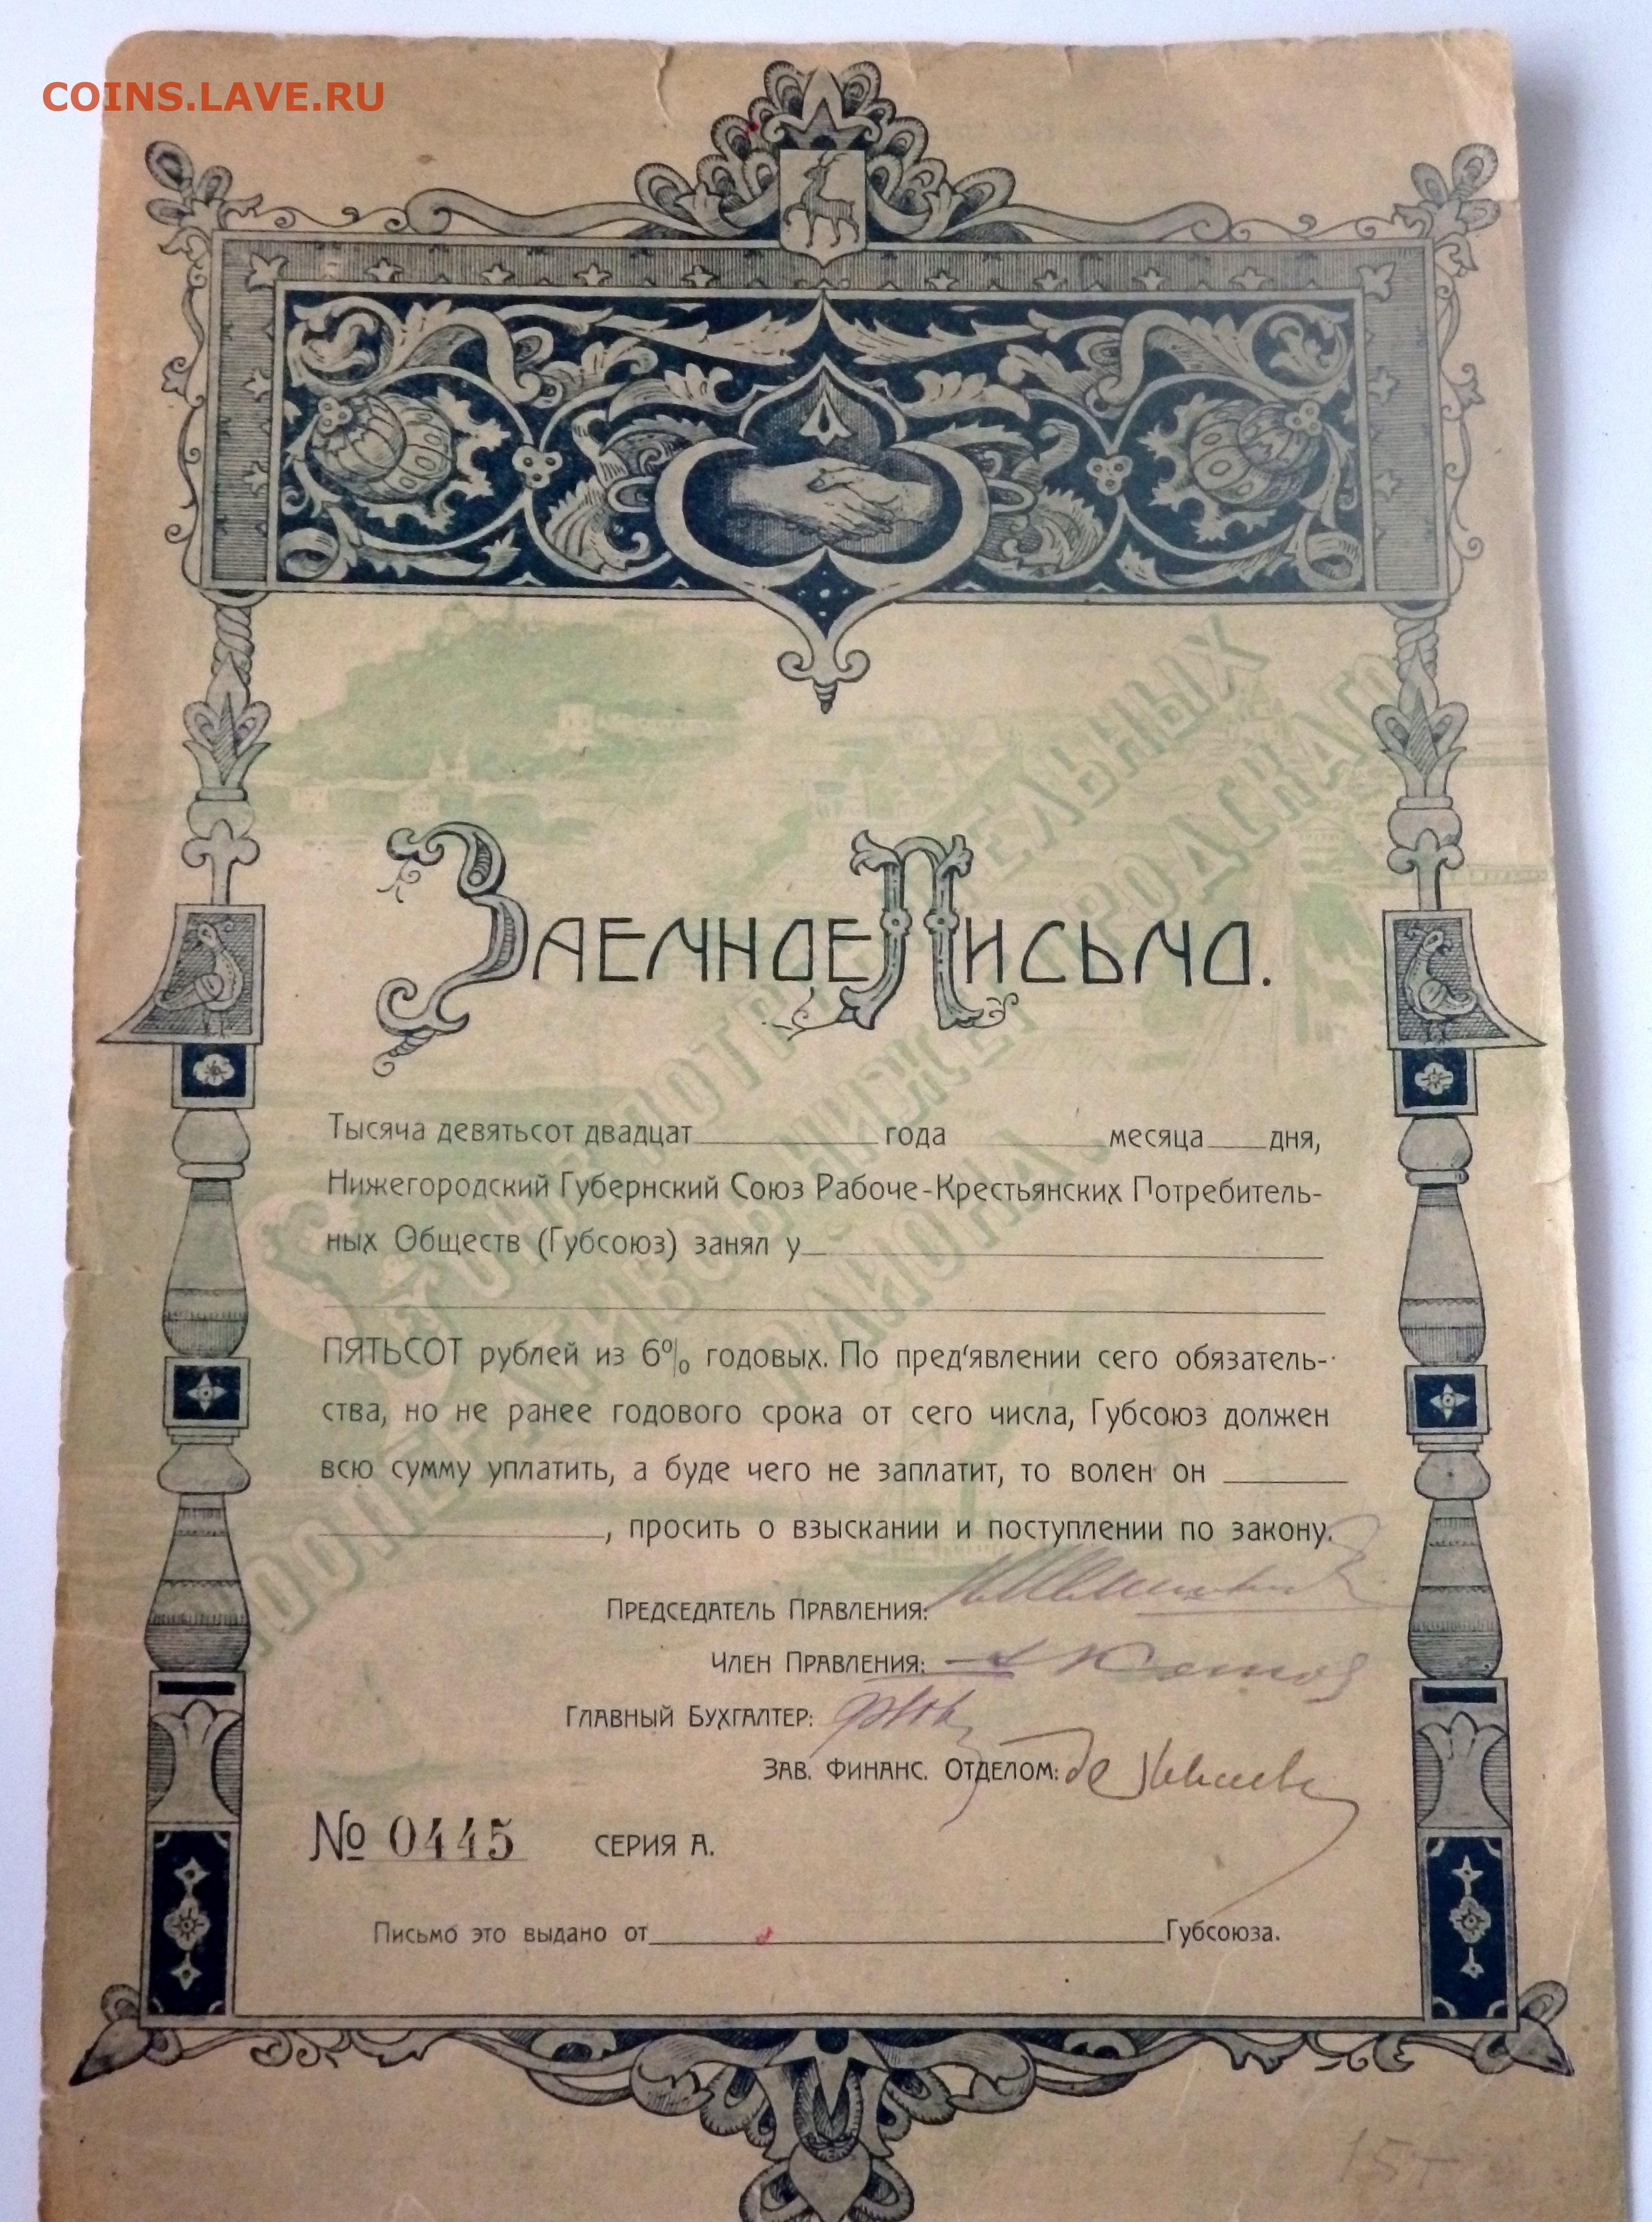 COINS.LAVE.RU
Заемное Письмо.
Тысяча девятьсот двадцат года месяца дня,
Нижегородский Губернский Союз Рабоче-Крестьянских Потребитель-
ных Обществ (Губсоюз) занял у
ПЯТЬСОТ рублей из 6% годовых. По пред'явлении сего обязатель-
ства, но не ранее годового срока от сего числа, Губсоюз должен
всю сумму уплатить, а буде чего не заплатит, то волен он
, просить о взыскании и поступлении по закону.
Председатель Правления:
Член Правления:
Главный Бухгалтер:
Зав. Финанс. Отделом:
№ 0445 СЕРИЯ А.
Письмо это выдано от Губсоюза.